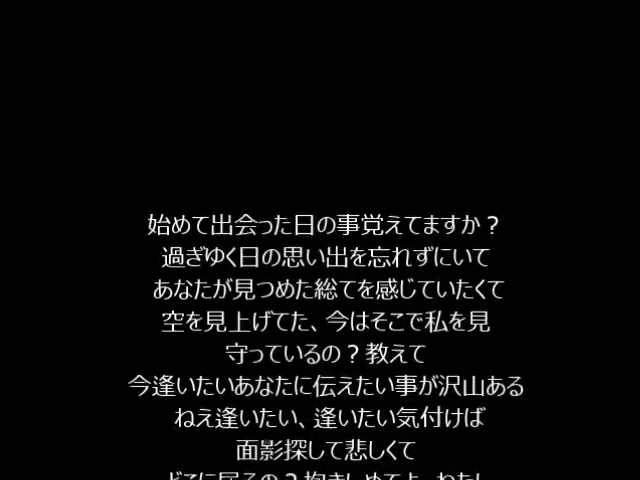 始めて出会った日の事覚えてますか？
過ぎゆく日の思い出を忘れずにいて
あなたが見つめた総てを感じていたくて
空を見上げてた、今はそこで私を見
守っているの？教えて
今逢いたいあなたに伝えたい事が沢山ある
ねえ逢いたい、逢いたい気付けば
面影探して悲しくて